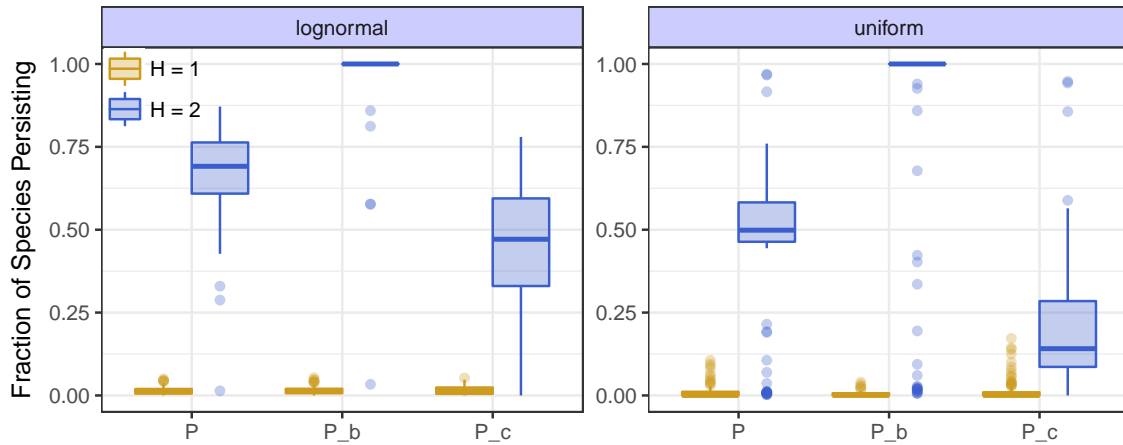 lognormal
uniform
Fraction of Species Persisting
1.00
0.75
0.50
0.25
0.00
H = 1
H = 2
P
P_b
P_c
1.00
0.75
0.50
0.25
0.00
P
P_b
P_c